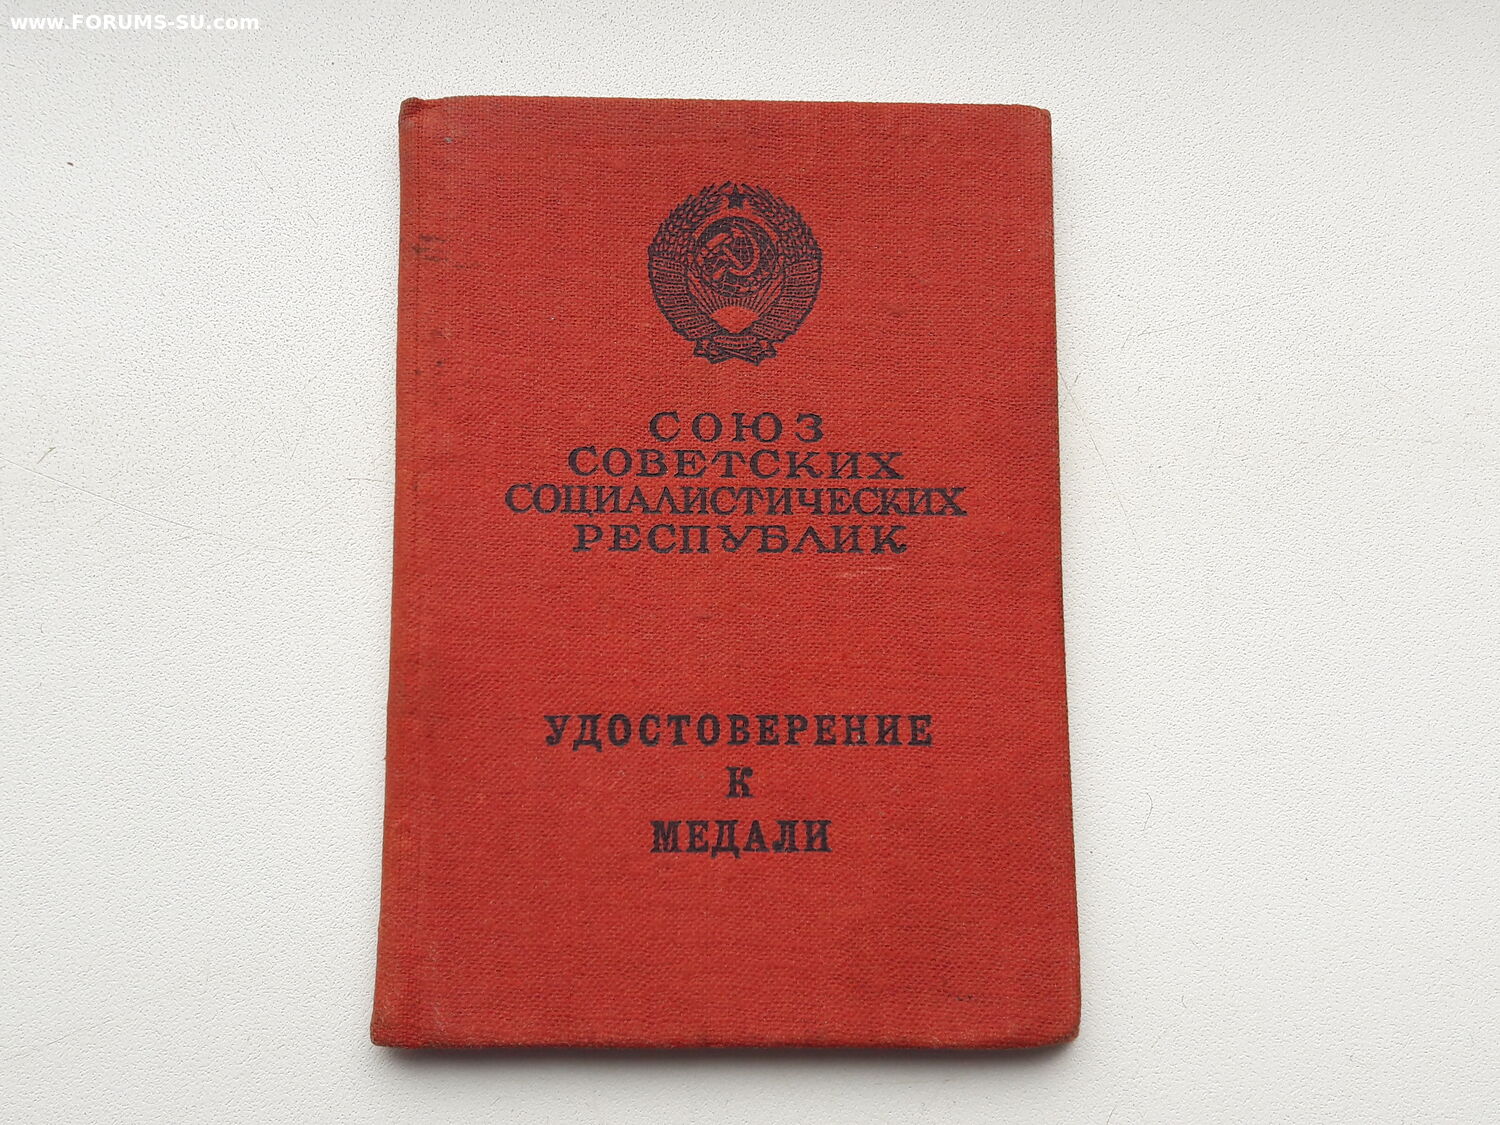 www.FORUMS-SU.com
СОЮЗ
СОВЕТСКИХ
СОЦИАЛИСТИЧЕСКИХ
РЕСПУБЛИК
УДОСТОВЕРЕНИЕ
К
МЕДАЛИ